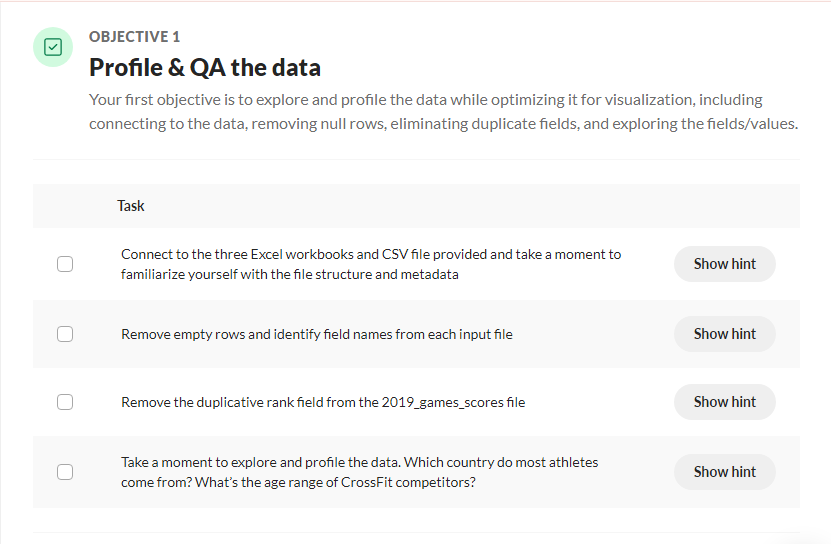 OBJECTIVE 1
Profile & QA the data
Your first objective is to explore and profile the data while optimizing it for visualization, including
connecting to the data, removing null rows, eliminating duplicate fields, and exploring the fields/values.
Task
Connect to the three Excel workbooks and CSV file provided and take a moment to
familiarize yourself with the file structure and metadata
Show hint
Remove empty rows and identify field names from each input file
Show hint
Remove the duplicative rank field from the 2019_games_scores file
Show hint
Take a moment to explore and profile the data. Which country do most athletes
come from? What's the age range of CrossFit competitors?
Show hint